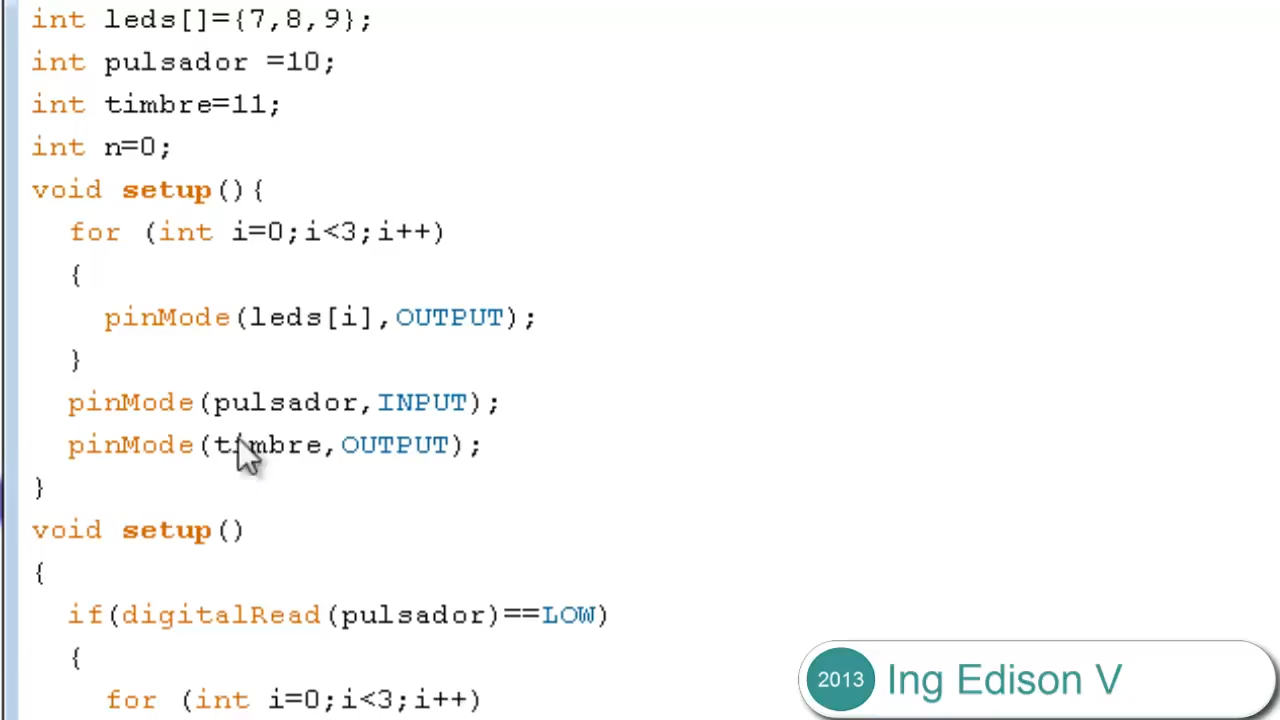 int leds[]={7,8,9};
int pulsador =10;
int timbre=11;
int n=0;
void setup(){
for (int i=0;i<3;i++)
{
pinMode(leds[i],OUTPUT);
}
pinMode(pulsador,INPUT);
pinMode(timbre,OUTPUT);
}
void setup()
{
if(digitalRead(pulsador)==LOW)
{
for (int i=0;i<3;i++)
2013 Ing Edison V